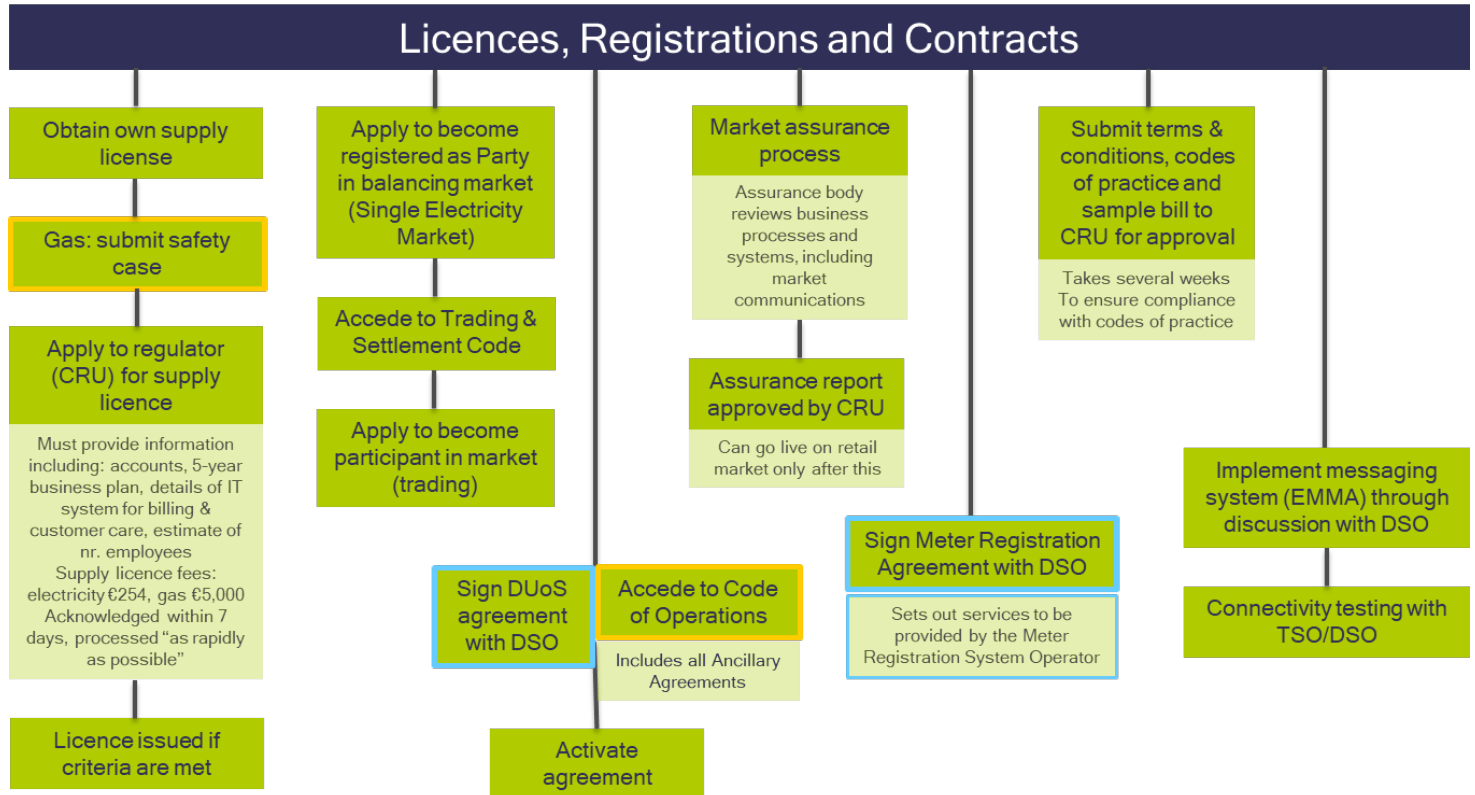 Licences, Registrations and Contracts
Obtain own supply
license
Gas: submit safety
case
Apply to regulator
(CRU) for supply
licence
Must provide information
including: accounts, 5-year
business plan, details of IT
system for billing &
customer care, estimate of
nr. employees
Supply licence fees:
electricity €254, gas €5,000
Acknowledged within 7
days, processed “as rapidly
as possible”
Licence issued if
criteria are met
Apply to become
registered as Party
in balancing market
(Single Electricity
Market)
Accede to Trading &
Settlement Code
Apply to become
participant in market
(trading)
Sign DUoS
agreement
with DSO
Accede to Code
of Operations
Includes all Ancillary
Agreements
Activate
agreement
Market assurance
process
Assurance body
reviews business
processes and
systems, including
market
communications
Assurance report
approved by CRU
Can go live on retail
market only after this
Sign Meter Registration
Agreement with DSO
Sets out services to be
provided by the Meter
Registration System Operator
Submit terms &
conditions, codes
of practice and
sample bill to
CRU for approval
Takes several weeks
To ensure compliance
with codes of practice
Implement messaging
system (EMMA) through
discussion with DSO
Connectivity testing with
TSO/DSO